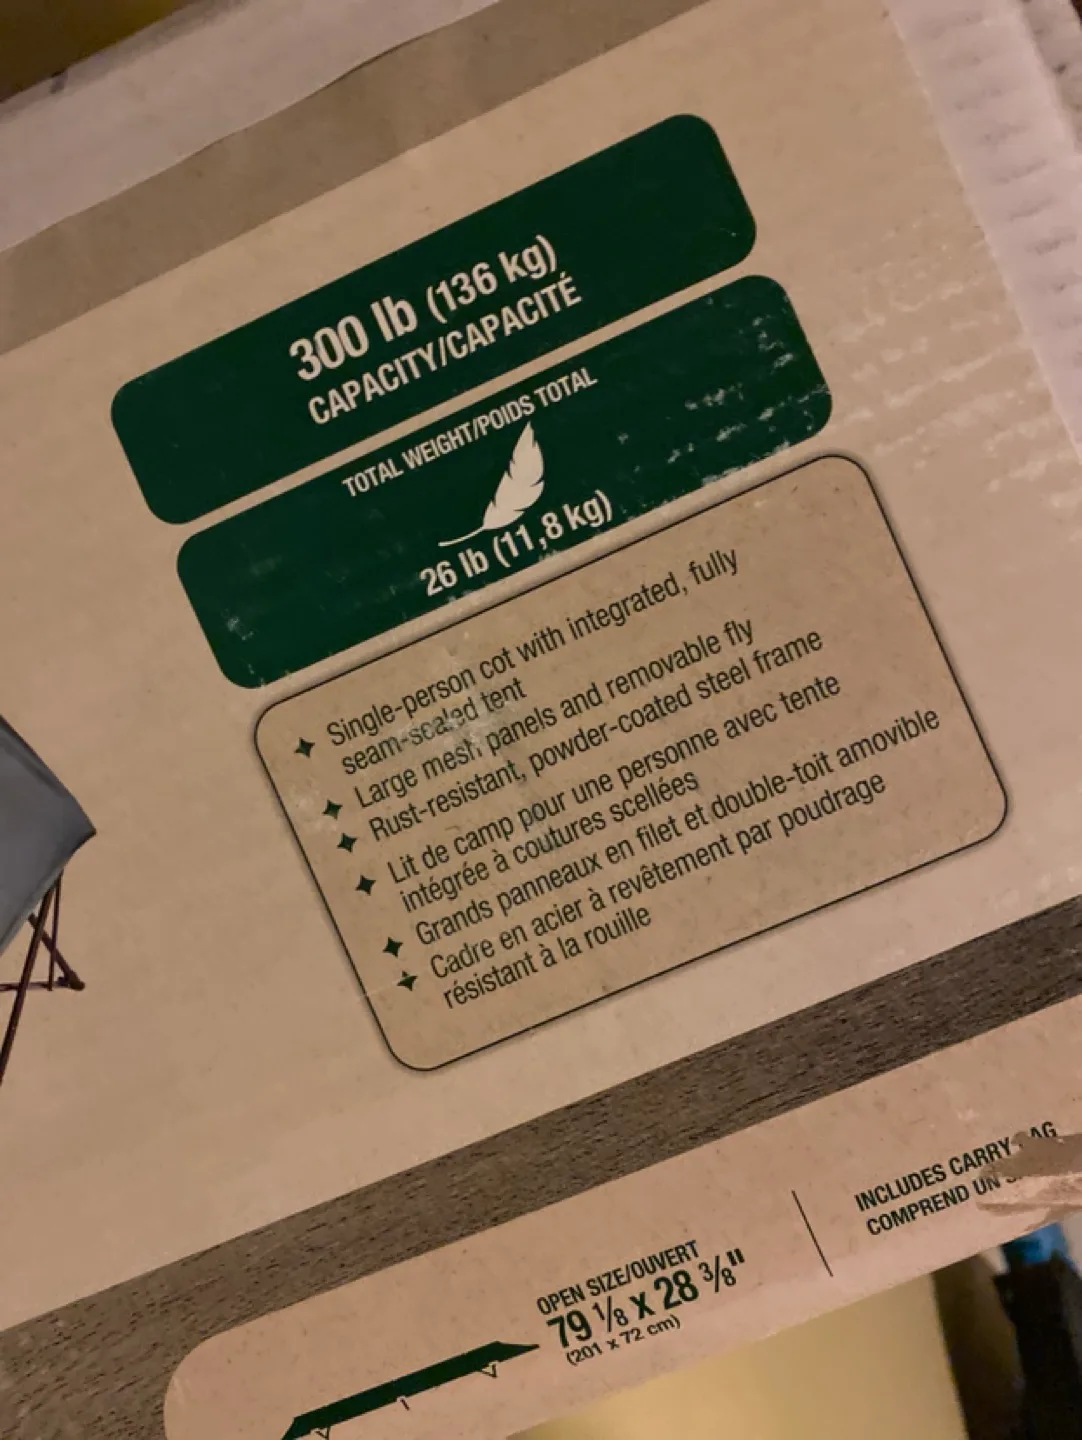 300 lb (136 kg)
CAPACITY/CAPACITÉ
TOTAL WEIGHT/POIDS TOTAL
26 lb (11,8 kg)
✦ Single-person cot with integrated, fully
seam-sealed tent
✦ Large mesh panels and removable fly
✦ Rust-resistant, powder-coated steel frame
✦ Lit de camp pour une personne avec tente
intégrée à coutures scellées
✦ Grands panneaux en filet et double-toit amovible
✦ Cadre en acier à revêtement par poudrage
résistant à la rouille
OPEN SIZE/OUVERT
79 1/8 x 28 3/8"
(201 x 72 cm)
INCLUDES CARRY
COMPREND UN